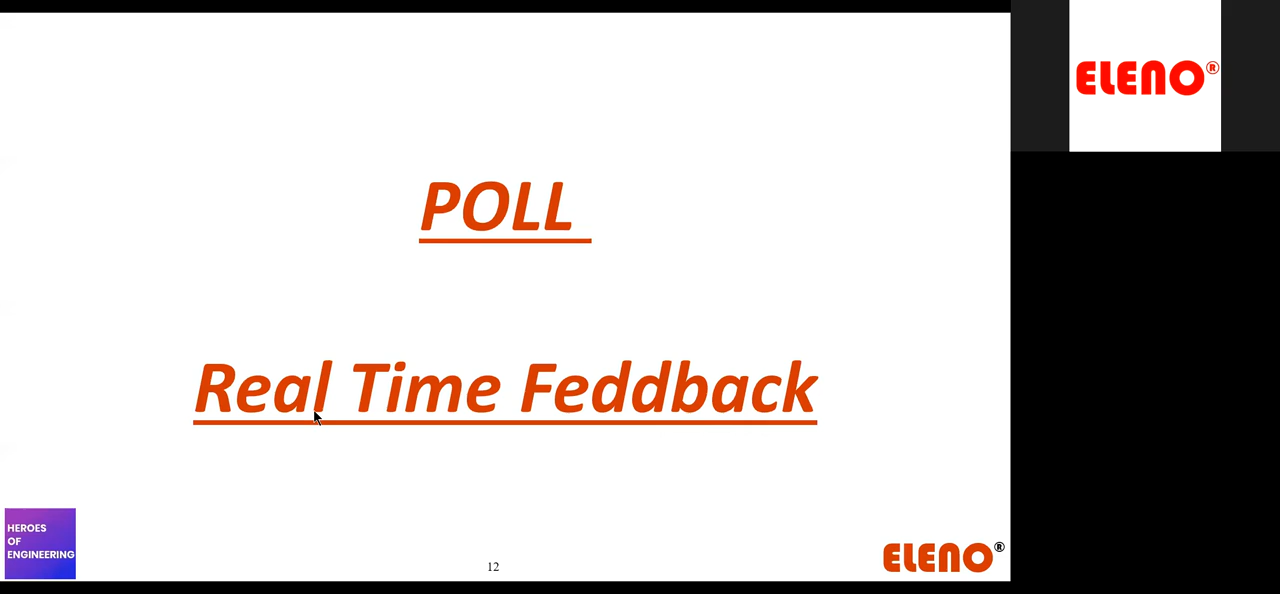 POLL
Real Time Feddback
HEROES
OF
ENGINEERING
12
ELENO®
ELENO®